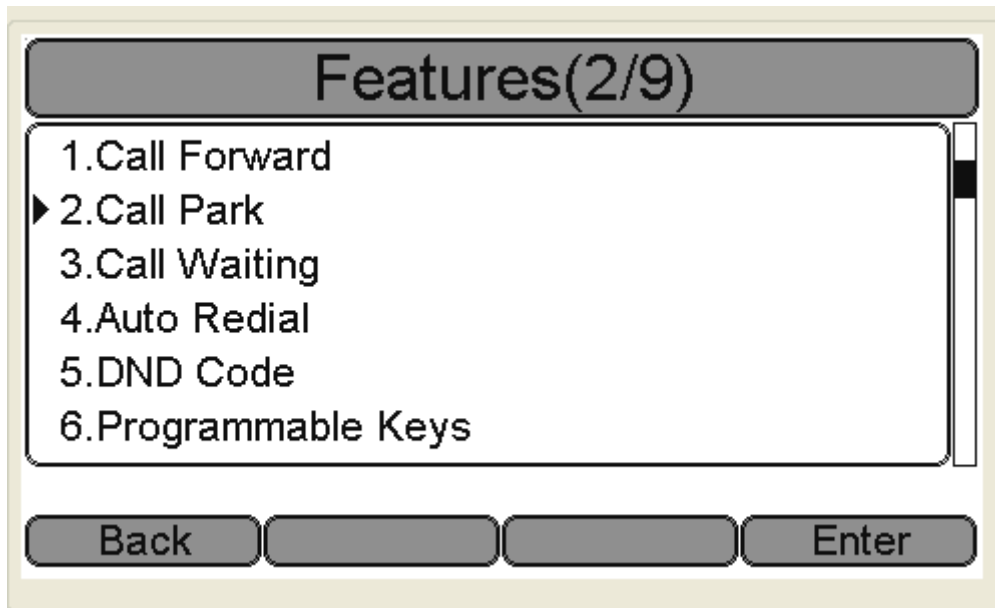 Features(2/9)
1.Call Forward
2.Call Park
3.Call Waiting
4.Auto Redial
5.DND Code
6.Programmable Keys
Back Enter